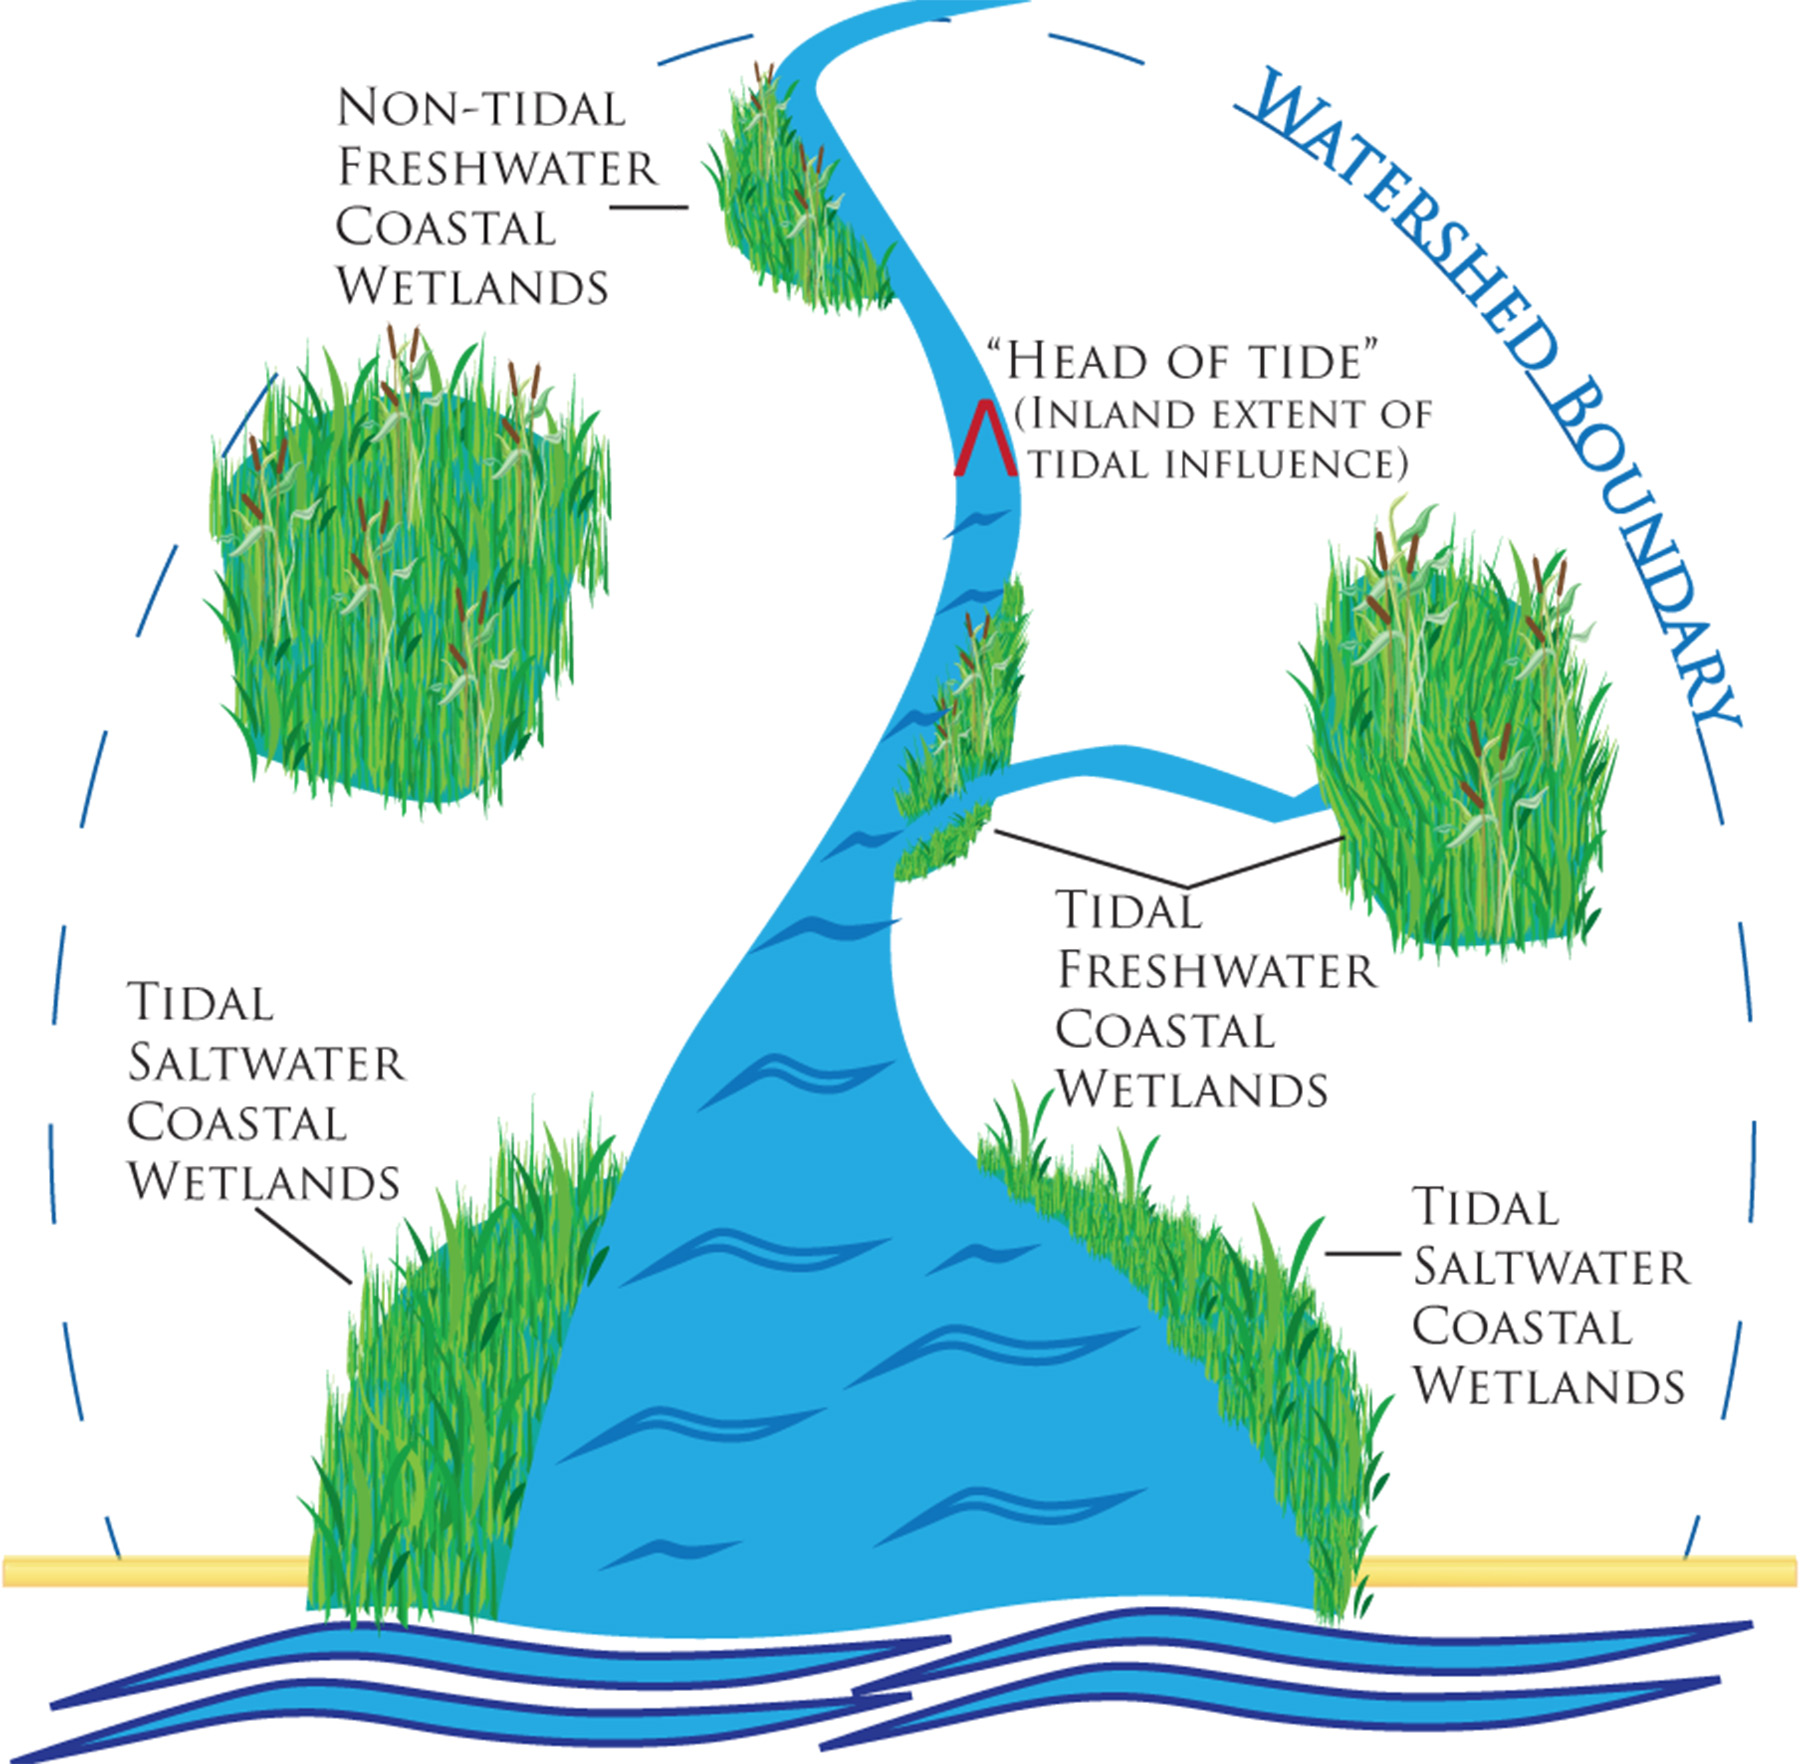 Non-tidal
Freshwater
Coastal
Wetlands
Watershed Boundary
“Head of tide”
(Inland extent of
tidal influence)
Tidal
Freshwater
Coastal
Wetlands
Tidal
Saltwater
Coastal
Wetlands
Tidal
Saltwater
Coastal
Wetlands